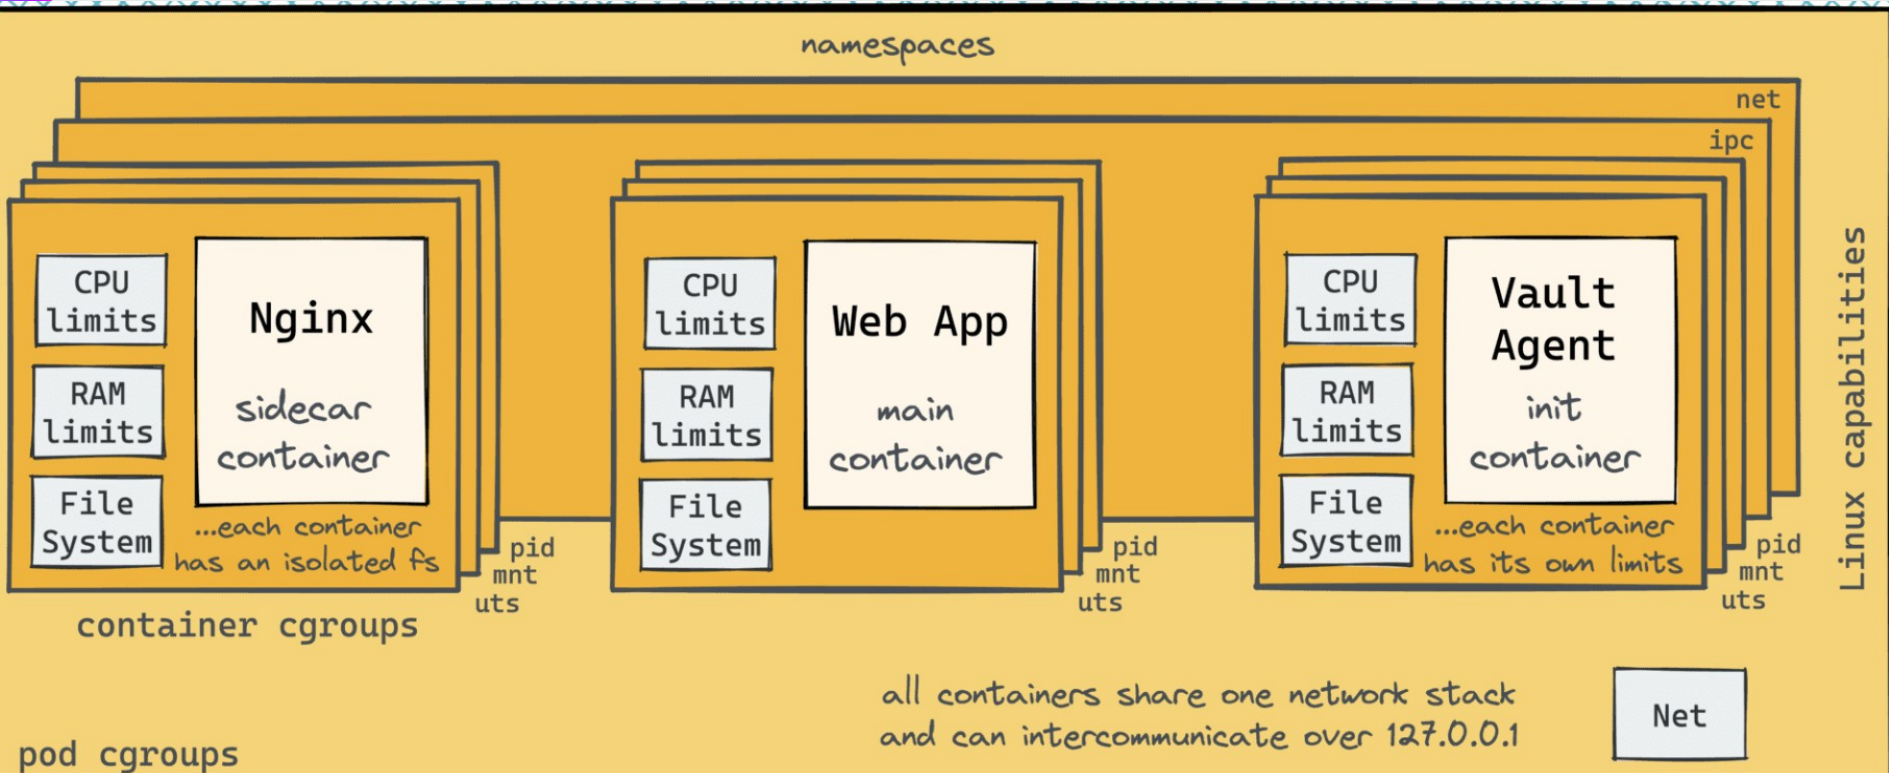 namespaces
net
ipc
CPU
limits
RAM
limits
File
System
Nginx
sidecar
container
...each container
has an isolated fs
pid
mnt
uts
container cgroups
CPU
limits
RAM
limits
File
System
Web App
main
container
pid
mnt
uts
CPU
limits
RAM
limits
File
System
Vault
Agent
init
container
...each container
has its own limits
pid
mnt
uts
Linux capabilities
all containers share one network stack
and can intercommunicate over 127.0.0.1
Net
pod cgroups